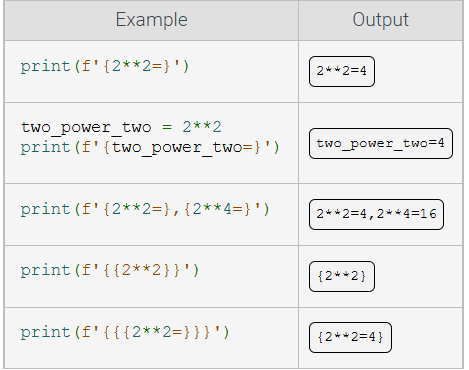 Example Output
print(f'{2**2=}') 2**2=4
two_power_two = 2**2
print(f'{two_power_two=}') two_power_two=4
print(f'{2**2=},{2**4=}') 2**2=4,2**4=16
print(f'{{2**2}}') {2**2}
print(f'{{{2**2=}}}') {2**2=4}